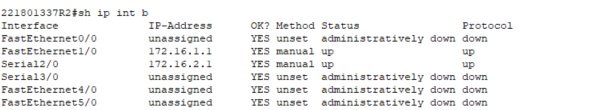 221801337R2#sh ip int b
Interface IP-Address OK? Method Status Protocol
FastEthernet0/0 unassigned YES unset administratively down down
FastEthernet1/0 172.16.1.1 YES manual up up
Serial2/0 172.16.2.1 YES manual up up
Serial3/0 unassigned YES unset administratively down down
FastEthernet4/0 unassigned YES unset administratively down down
FastEthernet5/0 unassigned YES unset administratively down down